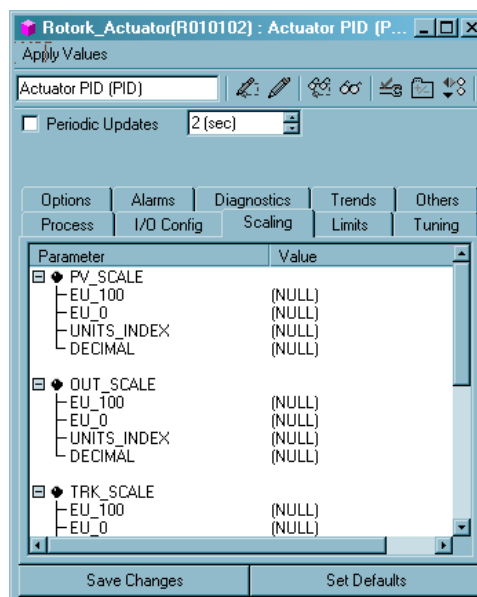 Rotork_Actuator(R010102) : Actuator PID (P...
Apply Values
Actuator PID (PID)
Periodic Updates 2 (sec)
Options Alarms Diagnostics Trends Others
Process I/O Config Scaling Limits Tuning
Parameter Value
PV_SCALE
EU_100 (NULL)
EU_0 (NULL)
UNITS_INDEX (NULL)
DECIMAL (NULL)
OUT_SCALE
EU_100 (NULL)
EU_0 (NULL)
UNITS_INDEX (NULL)
DECIMAL (NULL)
TRK_SCALE
EU_100 (NULL)
EU_0 (NULL)
Save Changes Set Defaults